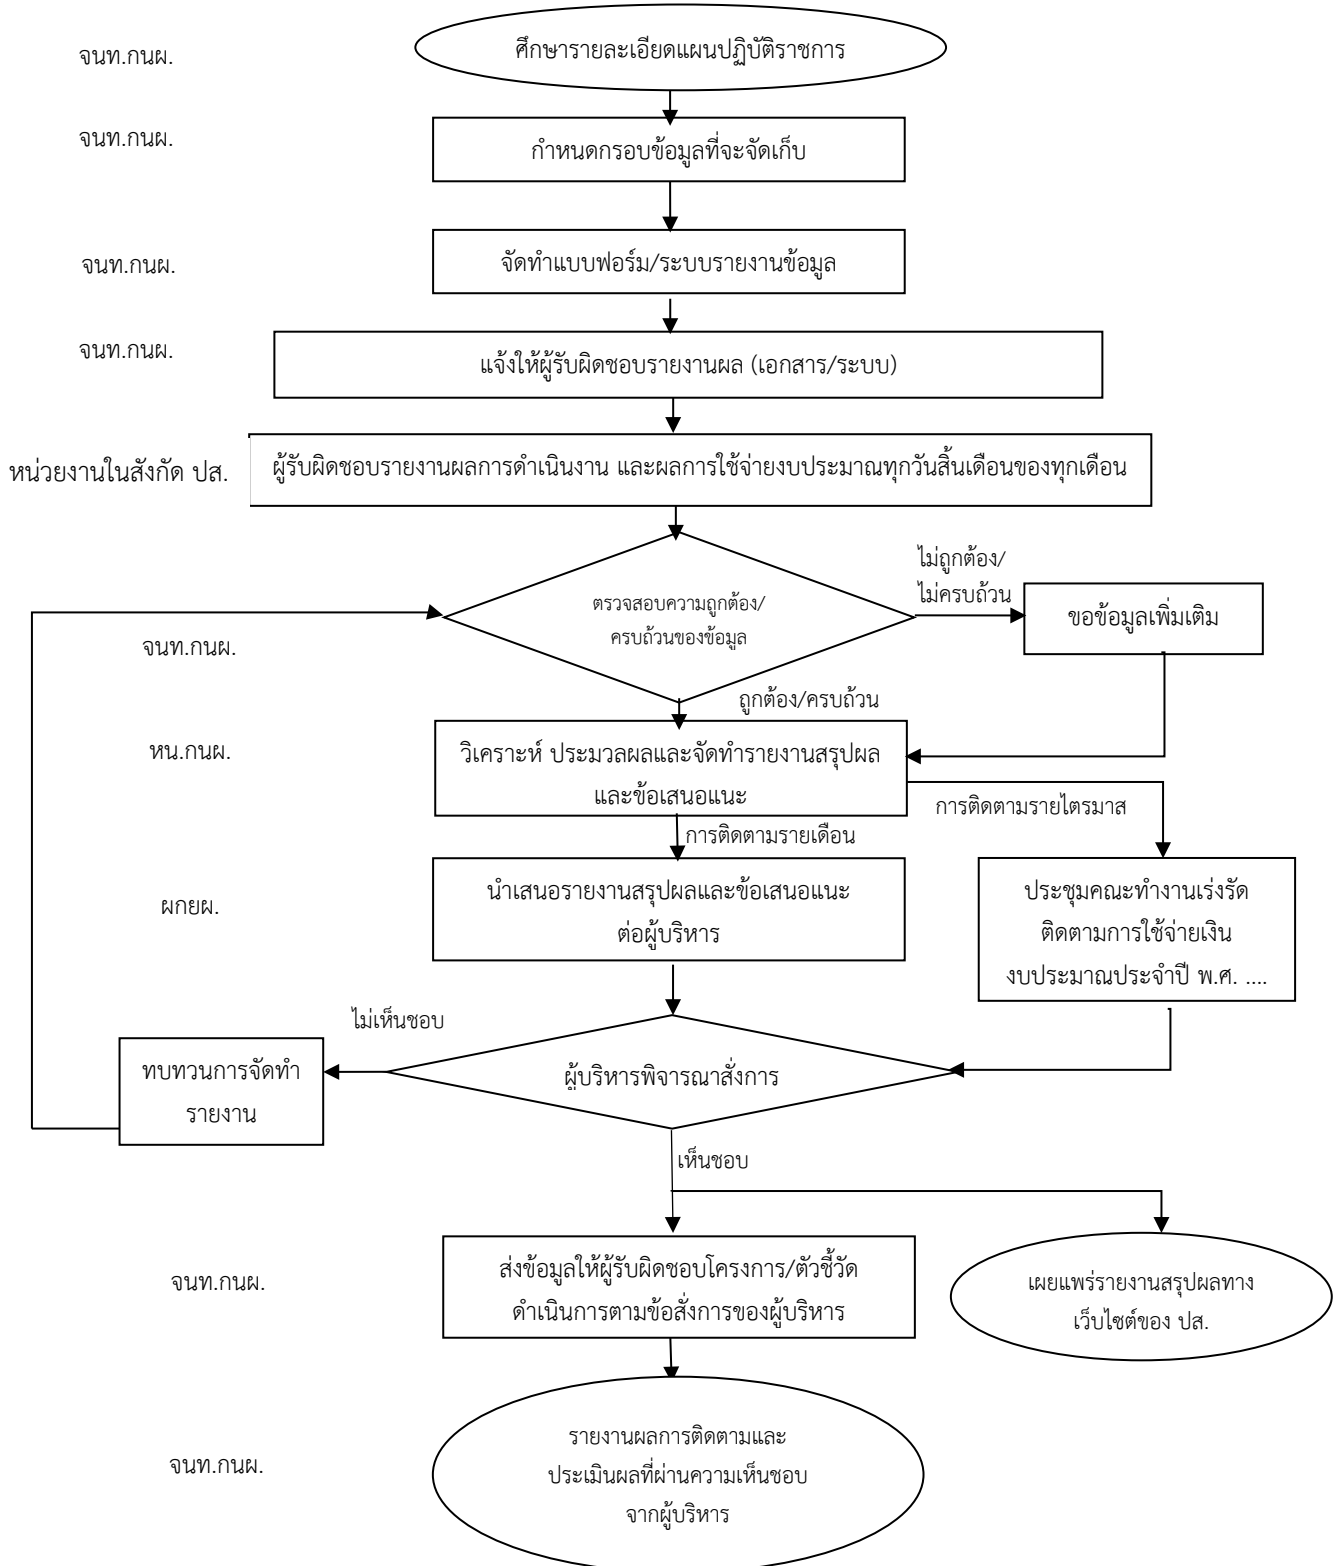 จนท.กนผ.
ศึกษารายละเอียดแผนปฏิบัติราชการ
จนท.กนผ.
กำหนดกรอบข้อมูลที่จะจัดเก็บ
จนท.กนผ.
จัดทำแบบฟอร์ม/ระบบรายงานข้อมูล
จนท.กนผ.
แจ้งให้ผู้รับผิดชอบรายงานผล (เอกสาร/ระบบ)
หน่วยงานในสังกัด ปส.
ผู้รับผิดชอบรายงานผลการดำเนินงาน และผลการใช้จ่ายงบประมาณทุกวันสิ้นเดือนของทุกเดือน
ไม่ถูกต้อง/
ไม่ครบถ้วน
ตรวจสอบความถูกต้อง/
ครบถ้วนของข้อมูล
ขอข้อมูลเพิ่มเติม
จนท.กนผ.
ถูกต้อง/ครบถ้วน
หน.กนผ.
วิเคราะห์ ประมวลผลและจัดทำรายงานสรุปผล
และข้อเสนอแนะ
การติดตามรายไตรมาส
การติดตามรายเดือน
ผกยผ.
นำเสนอรายงานสรุปผลและข้อเสนอแนะ
ต่อผู้บริหาร
ประชุมคณะทำงานเร่งรัด
ติดตามการใช้จ่ายเงิน
งบประมาณประจำปี พ.ศ. ....
ไม่เห็นชอบ
ทบทวนการจัดทำ
รายงาน
ผู้บริหารพิจารณาสั่งการ
เห็นชอบ
จนท.กนผ.
ส่งข้อมูลให้ผู้รับผิดชอบโครงการ/ตัวชี้วัด
ดำเนินการตามข้อสั่งการของผู้บริหาร
เผยแพร่รายงานสรุปผลทาง
เว็บไซต์ของ ปส.
จนท.กนผ.
รายงานผลการติดตามและ
ประเมินผลที่ผ่านความเห็นชอบ
จากผู้บริหาร